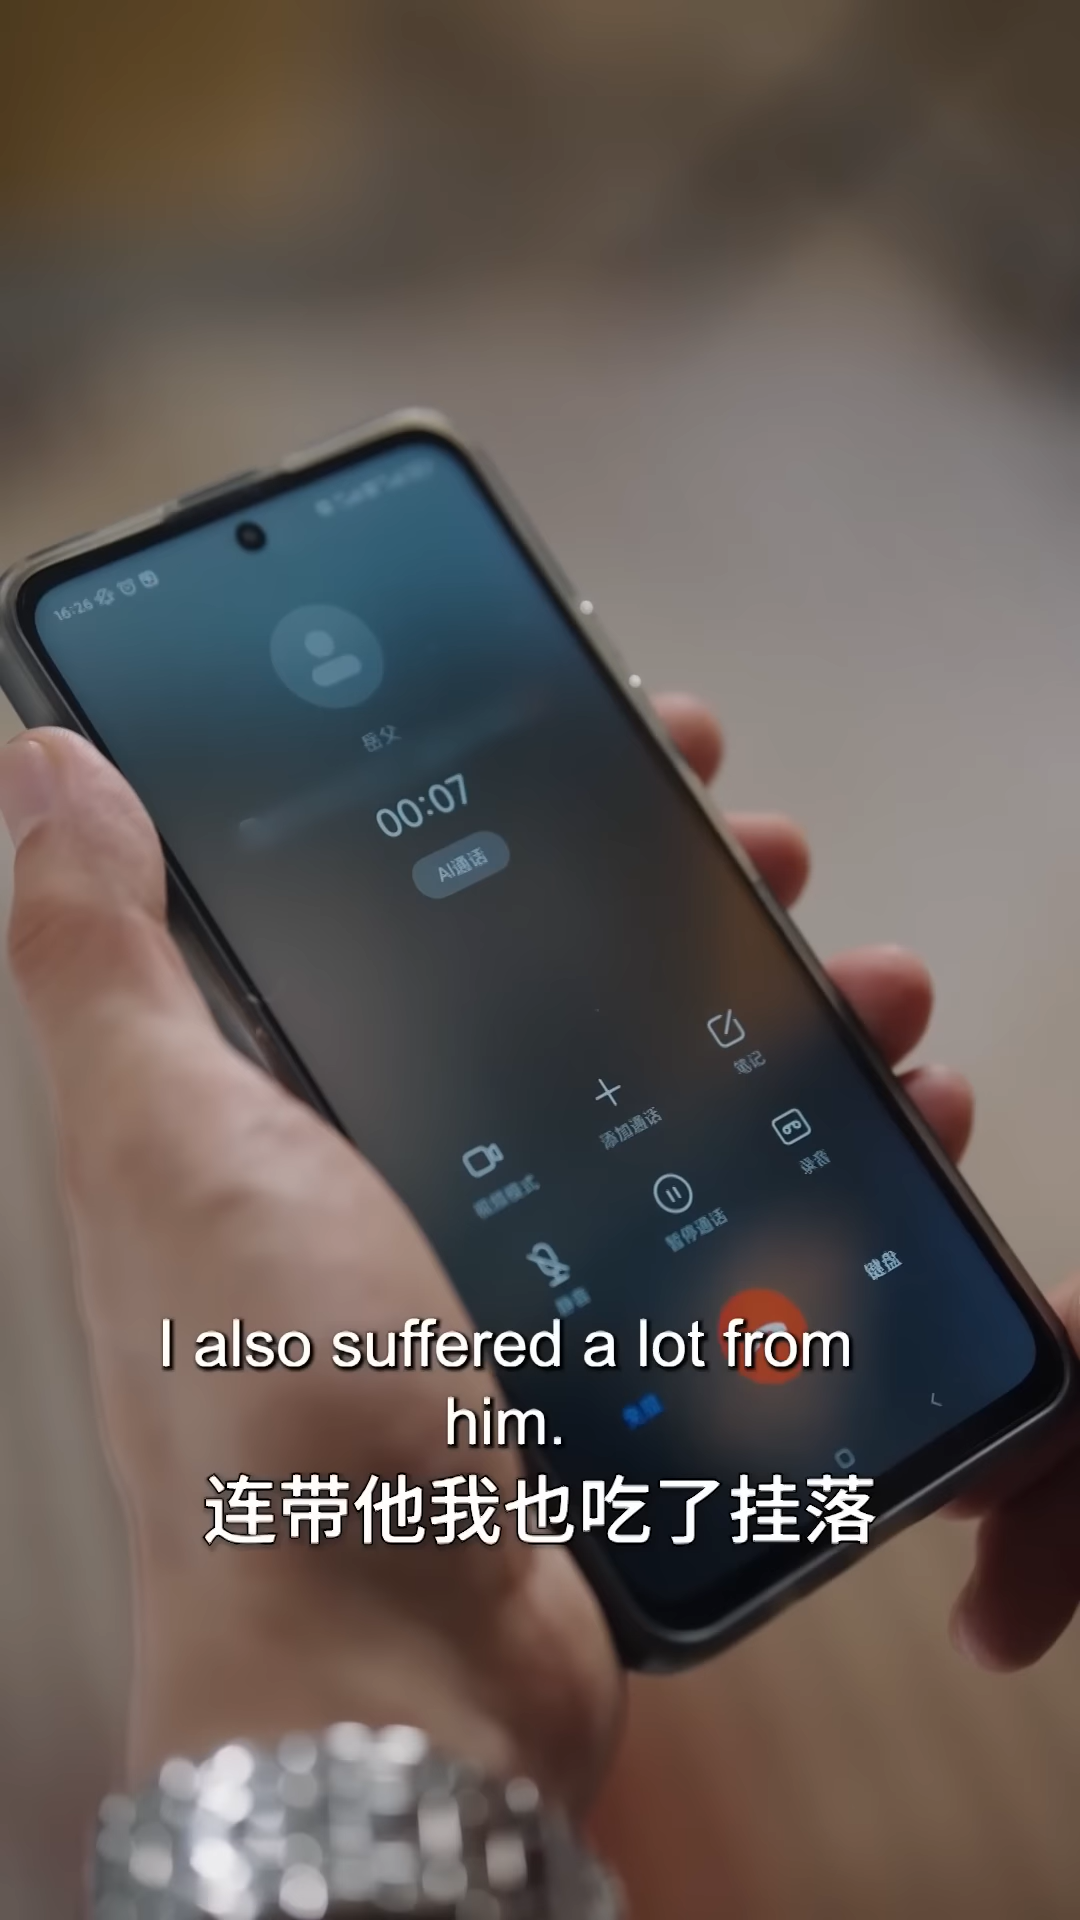 16:26
岳父
00:07
AI通话
笔记
添加通话
录音
视频模式
暂停通话
静音
键盘
免提
I also suffered a lot from
him.
连带他我也吃了挂落